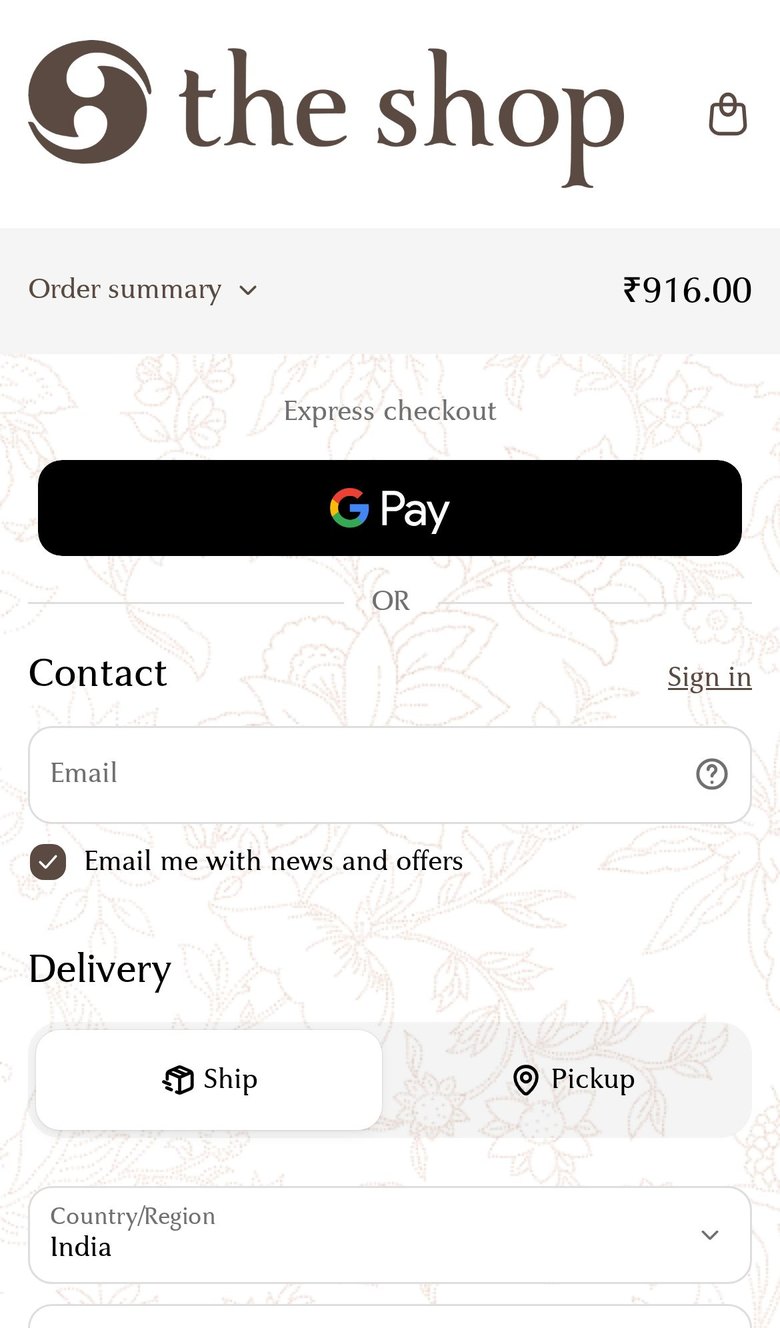 the shop
Order summary
₹916.00
Express checkout
G Pay
OR
Contact
Sign in
Email
Email me with news and offers
Delivery
Ship
Pickup
Country/Region
India